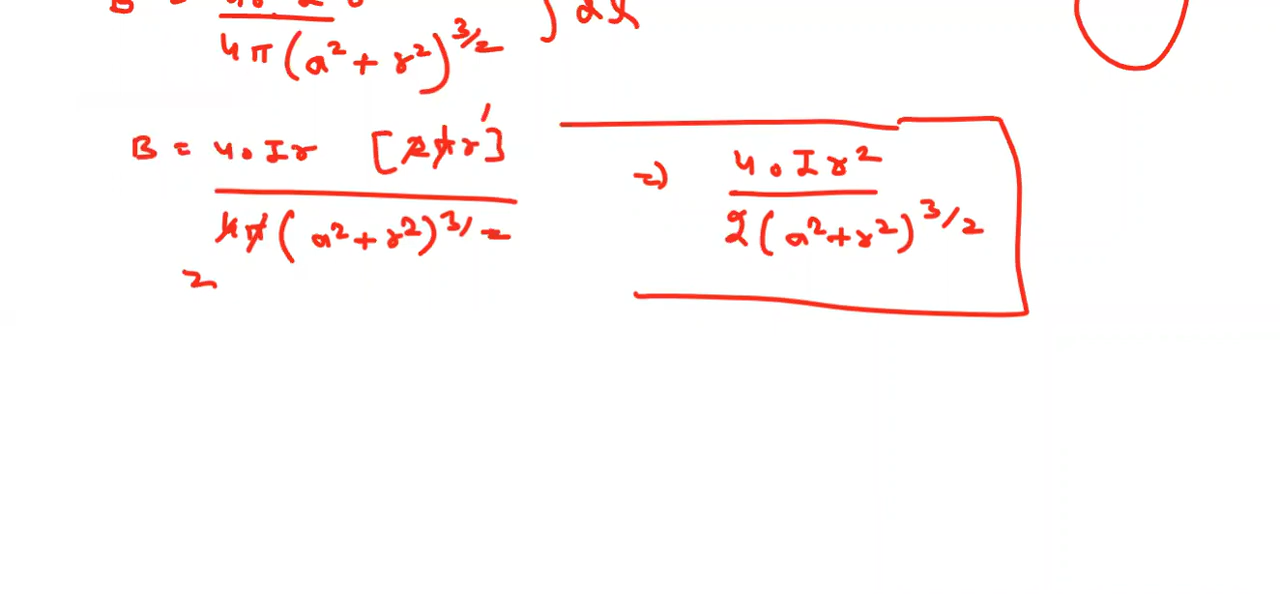 4π(a²+r²)^3/2 ∫dl
B = μ₀Ir [2πr]
4π(a²+r²)^3/2
2
⇒ μ₀Ir²
2(a²+r²)^3/2